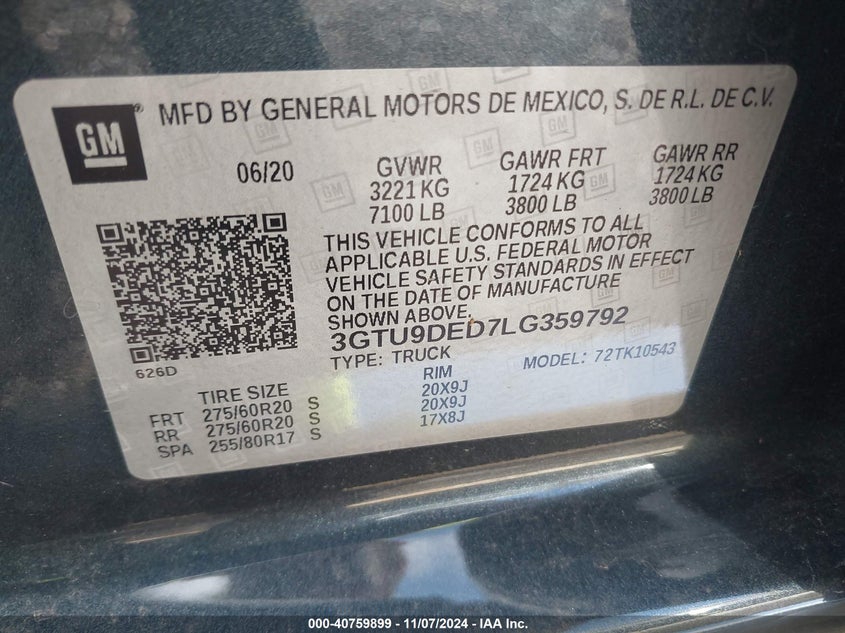 GM
MFD BY GENERAL MOTORS DE MEXICO, S. DE R.L. DE C.V.
06/20
GVWR
3221 KG
7100 LB
GAWR FRT
1724 KG
3800 LB
GAWR RR
1724 KG
3800 LB
THIS VEHICLE CONFORMS TO ALL
APPLICABLE U.S. FEDERAL MOTOR
VEHICLE SAFETY STANDARDS IN EFFECT
ON THE DATE OF MANUFACTURE
SHOWN ABOVE.
3GTU9DED7LG359792
TYPE: TRUCK
MODEL: 72TK10543
626D
TIRE SIZE RIM
FRT 275/60R20 S 20X9J
RR 275/60R20 S 20X9J
SPA 255/80R17 S 17X8J
000-40759899 - 11/07/2024 - IAA Inc.